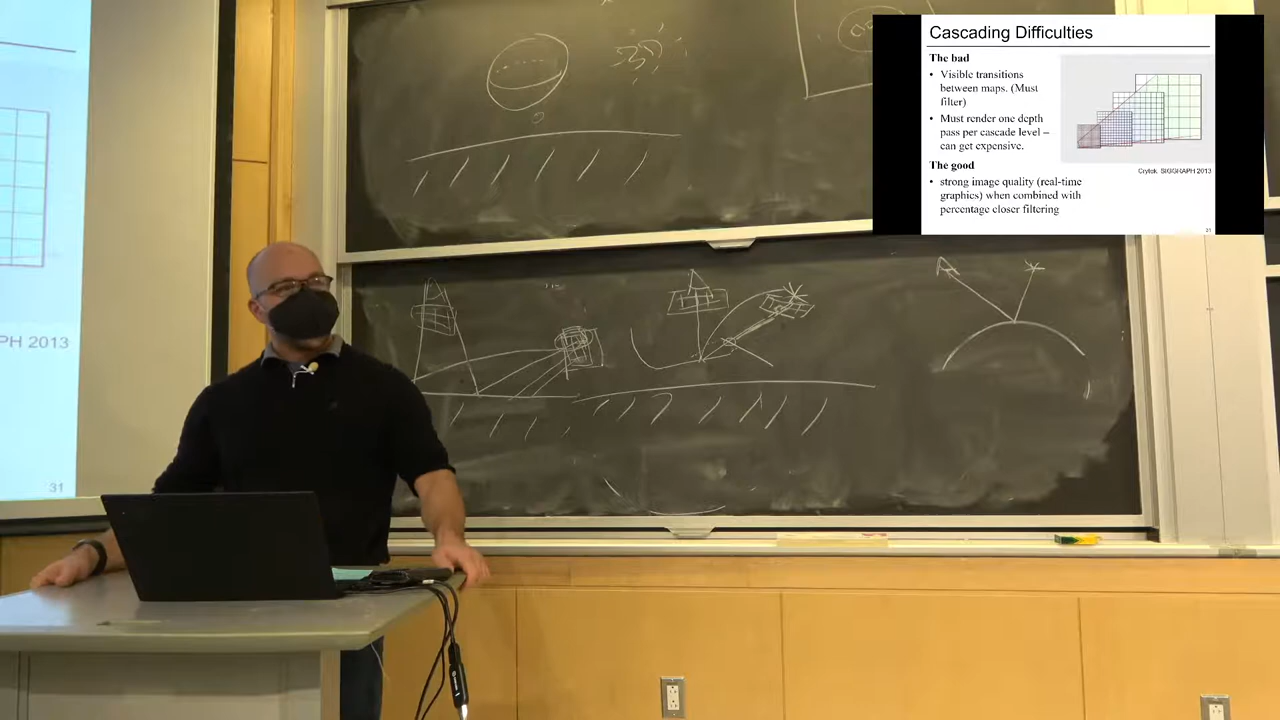 Cascading Difficulties
The bad
• Visible transitions
between maps. (Must
filter)
• Must render one depth
pass per cascade level –
can get expensive.
The good
• strong image quality (real-time
graphics) when combined with
percentage closer filtering
Crytek, SIGGRAPH 2013
31
PH 2013
31